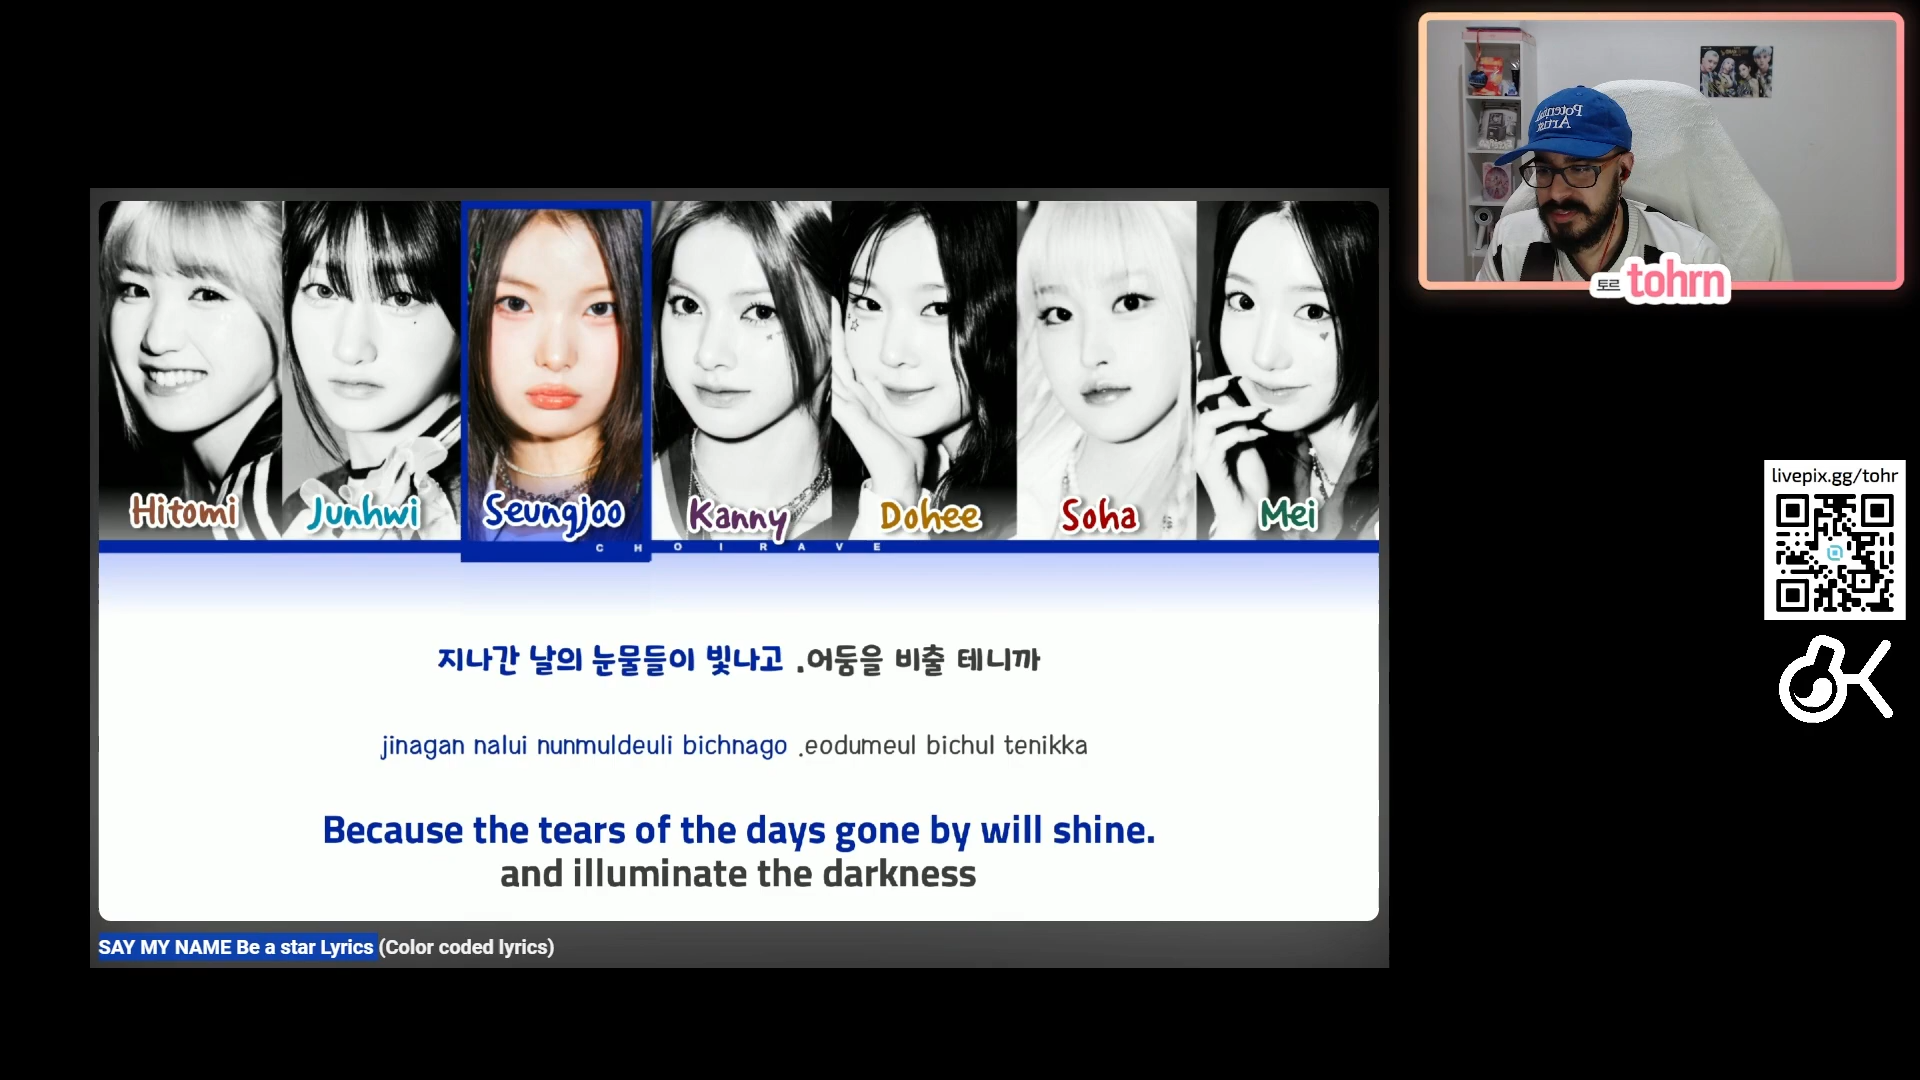 Potential
Artist
토르 tohrn
Hitomi
Junhwi
Seungjoo
Kanny
Dohee
Soha
Mei
CHOIRAVE
livepix.gg/tohr
지나간 날의 눈물들이 빛나고 .어둠을 비출 테니까
jinagan nalui nunmuldeuli bichnago .eodumeul bichul tenikka
Because the tears of the days gone by will shine.
and illuminate the darkness
SAY MY NAME Be a star Lyrics (Color coded lyrics)